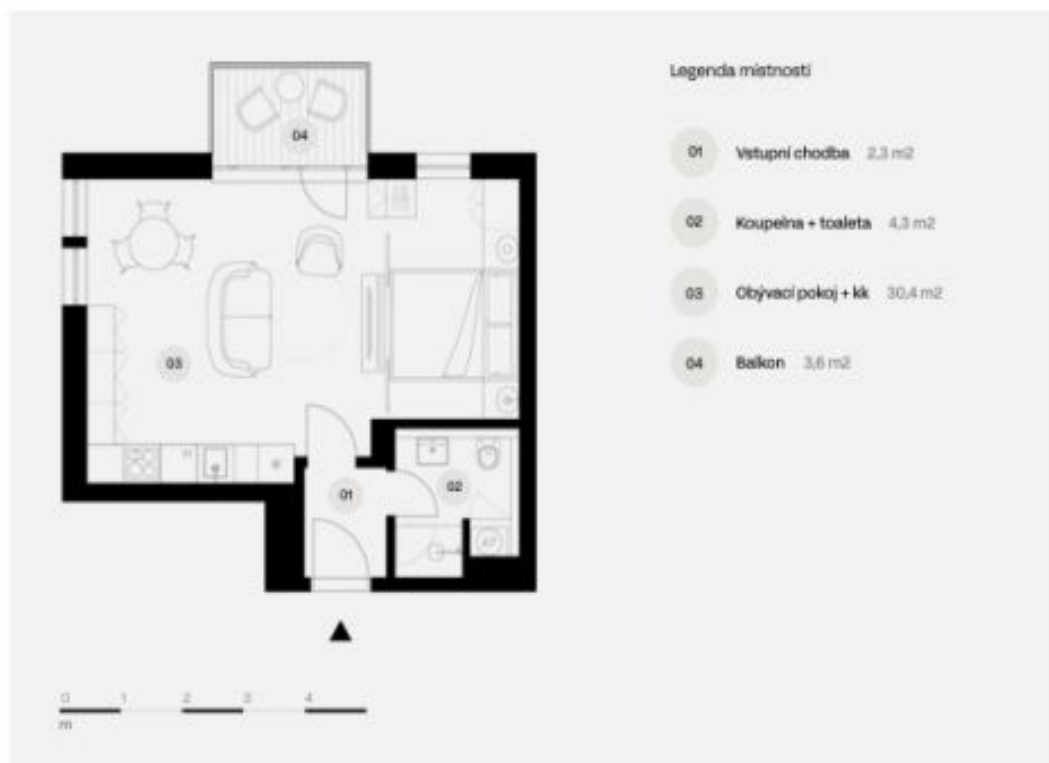 Legenda místností
01 Vstupní chodba 2,3 m2
02 Koupelna + toaleta 4,3 m2
03 Obývací pokoj + kk 30,4 m2
04 Balkon 3,6 m2
04
03
01
02
0 1 2 3 4
m